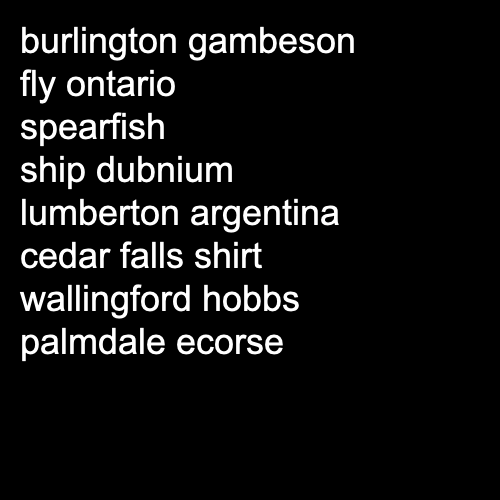 burlington gambeson
fly ontario
spearfish
ship dubnium
lumberton argentina
cedar falls shirt
wallingford hobbs
palmdale ecorse